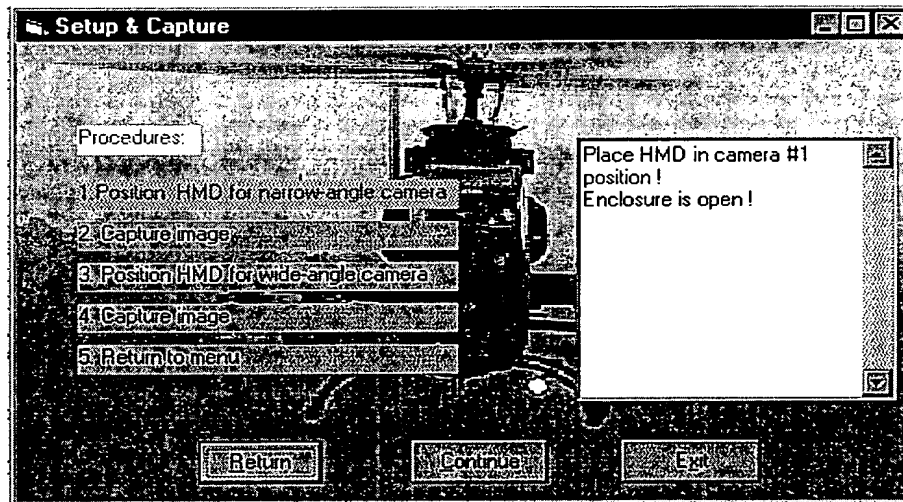 Setup & Capture
Procedures:
1. Position HMD for narrow-angle camera
2. Capture image
3. Position HMD for wide-angle camera
4. Capture image
5. Return to menu
Place HMD in camera #1
position !
Enclosure is open !
Return
Continue
Exit